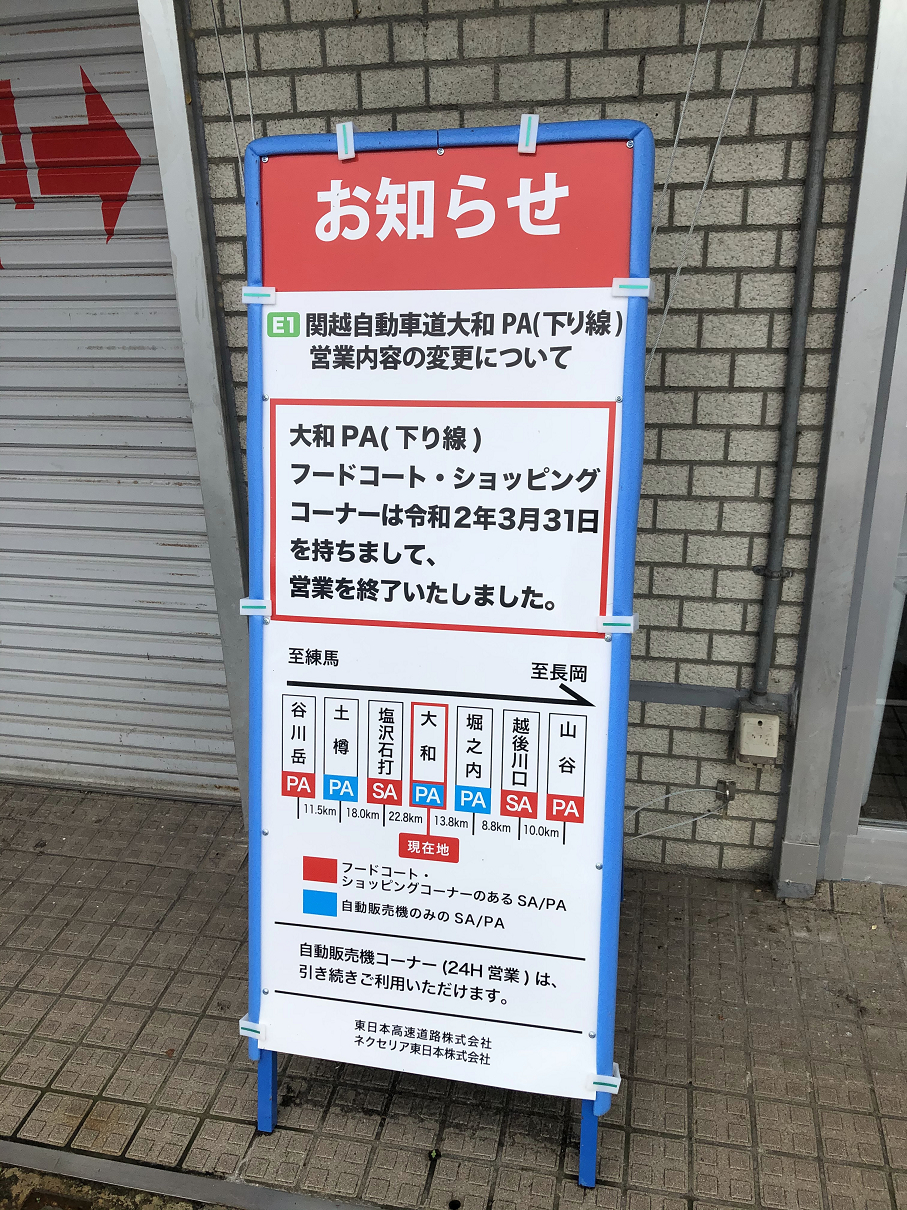 お知らせ
E1 関越自動車道大和 PA(下り線)
営業内容の変更について
大和 PA( 下り線 )
フードコート・ショッピング
コーナーは令和2年3月31日
を持ちまして、
営業を終了いたしました。
至練馬
至長岡
谷川岳 PA
土樽 PA
塩沢石打 SA
大和 PA
堀之内 PA
越後川口 SA
山谷 PA
11.5km
18.0km
22.8km
13.8km
8.8km
10.0km
現在地
フードコート・
ショッピングコーナーのある SA/PA
自動販売機のみの SA/PA
自動販売機コーナー (24H 営業 ) は、
引き続きご利用いただけます。
東日本高速道路株式会社
ネクセリア東日本株式会社